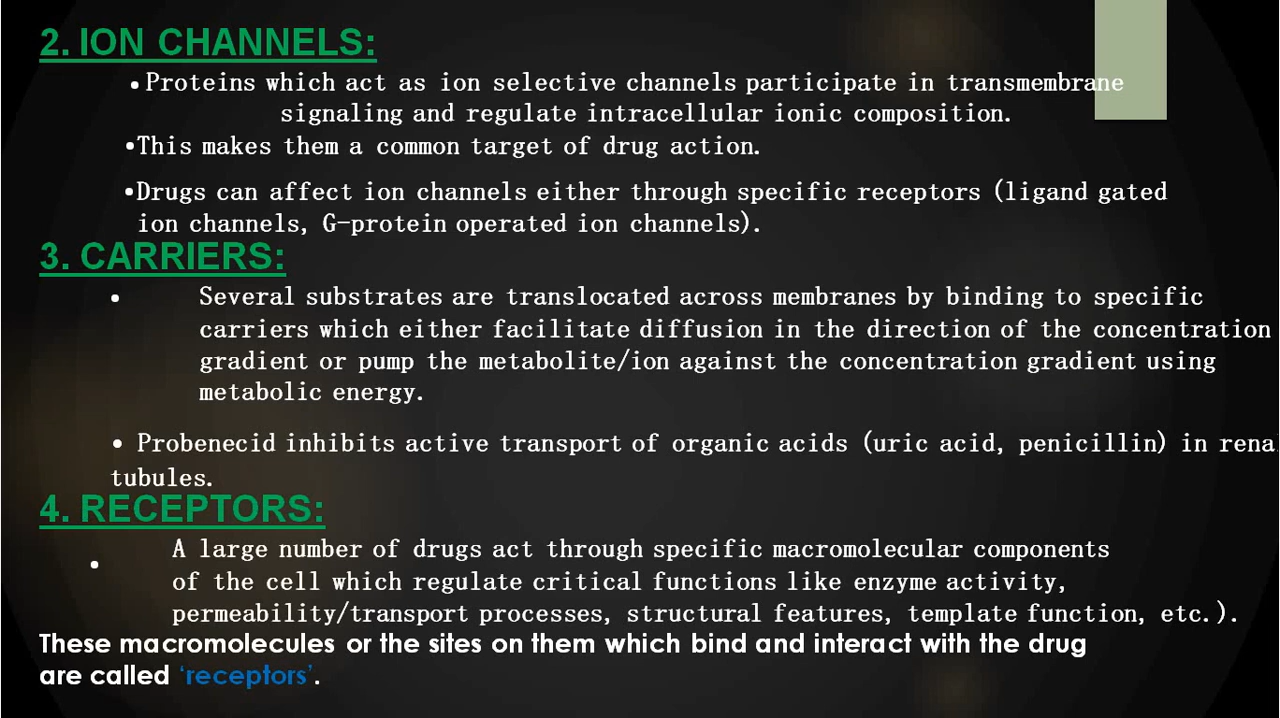 2. ION CHANNELS:
•Proteins which act as ion selective channels participate in transmembrane
signaling and regulate intracellular ionic composition.
•This makes them a common target of drug action.
•Drugs can affect ion channels either through specific receptors (ligand gated
ion channels, G-protein operated ion channels).
3. CARRIERS:
• Several substrates are translocated across membranes by binding to specific
carriers which either facilitate diffusion in the direction of the concentration
gradient or pump the metabolite/ion against the concentration gradient using
metabolic energy.
• Probenecid inhibits active transport of organic acids (uric acid, penicillin) in rena
tubules.
4. RECEPTORS:
• A large number of drugs act through specific macromolecular components
of the cell which regulate critical functions like enzyme activity,
permeability/transport processes, structural features, template function, etc.).
These macromolecules or the sites on them which bind and interact with the drug
are called ‘receptors’.